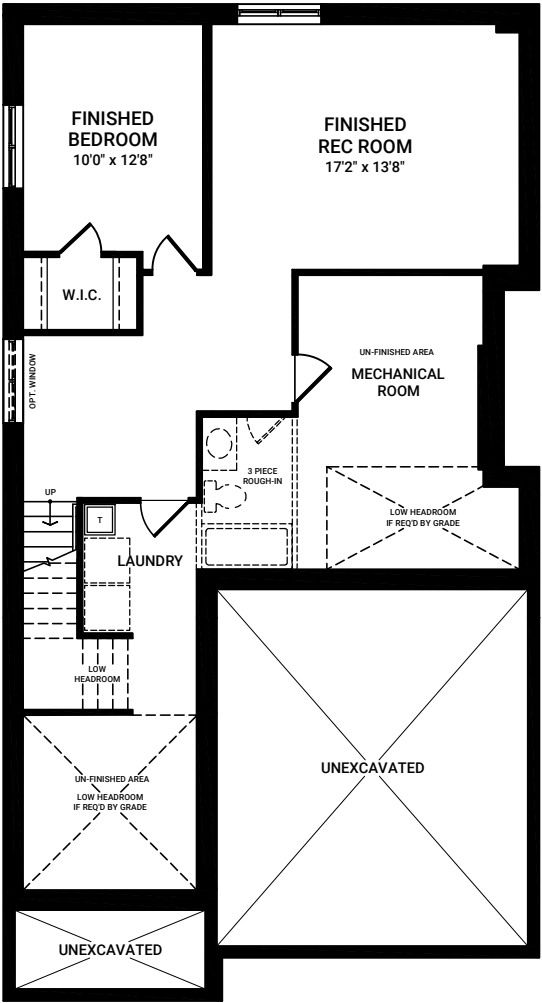 FINISHED
BEDROOM
10'0" x 12'8"
FINISHED
REC ROOM
17'2" x 13'8"
W.I.C.
OPT. WINDOW
UN-FINISHED AREA
MECHANICAL
ROOM
3 PIECE
ROUGH-IN
UP
T
LOW HEADROOM
IF REQ'D BY GRADE
LAUNDRY
LOW
HEADROOM
UN-FINISHED AREA
LOW HEADROOM
IF REQ'D BY GRADE
UNEXCAVATED
UNEXCAVATED